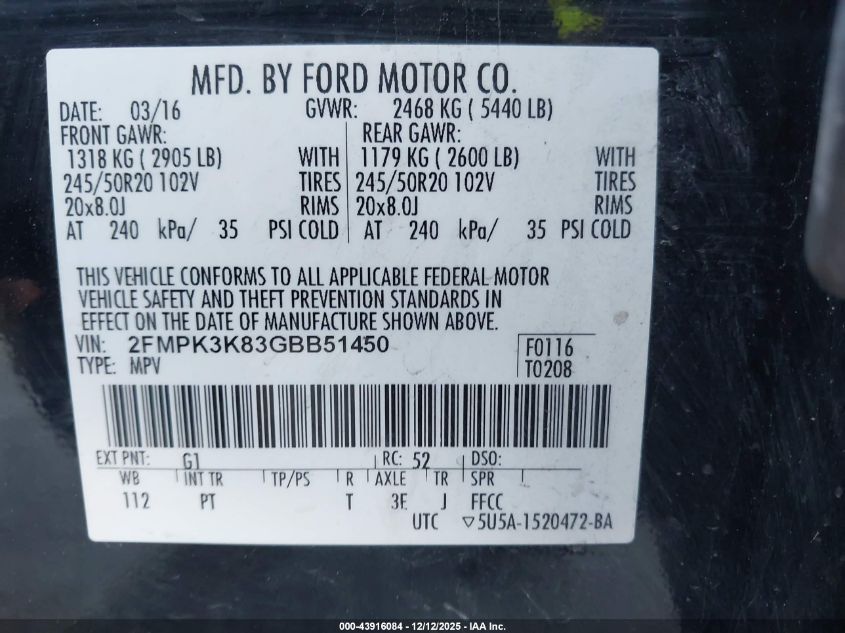 MFD. BY FORD MOTOR CO.
DATE: 03/16 GVWR: 2468 KG ( 5440 LB)
FRONT GAWR: REAR GAWR:
1318 KG ( 2905 LB) WITH 1179 KG ( 2600 LB) WITH
245/50R20 102V TIRES 245/50R20 102V TIRES
20x8.0J RIMS 20x8.0J RIMS
AT 240 kPa/ 35 PSI COLD AT 240 kPa/ 35 PSI COLD
THIS VEHICLE CONFORMS TO ALL APPLICABLE FEDERAL MOTOR
VEHICLE SAFETY AND THEFT PREVENTION STANDARDS IN
EFFECT ON THE DATE OF MANUFACTURE SHOWN ABOVE.
VIN: 2FMPK3K83GBB51450 F0116
TYPE: MPV T0208
EXT PNT: G1 RC: 52 DSO:
WB INT TR TP/PS R AXLE TR SPR
112 PT T 3F J FFCC
UTC ▽5U5A-1520472-BA
000-43916084 - 12/12/2025 - IAA Inc.